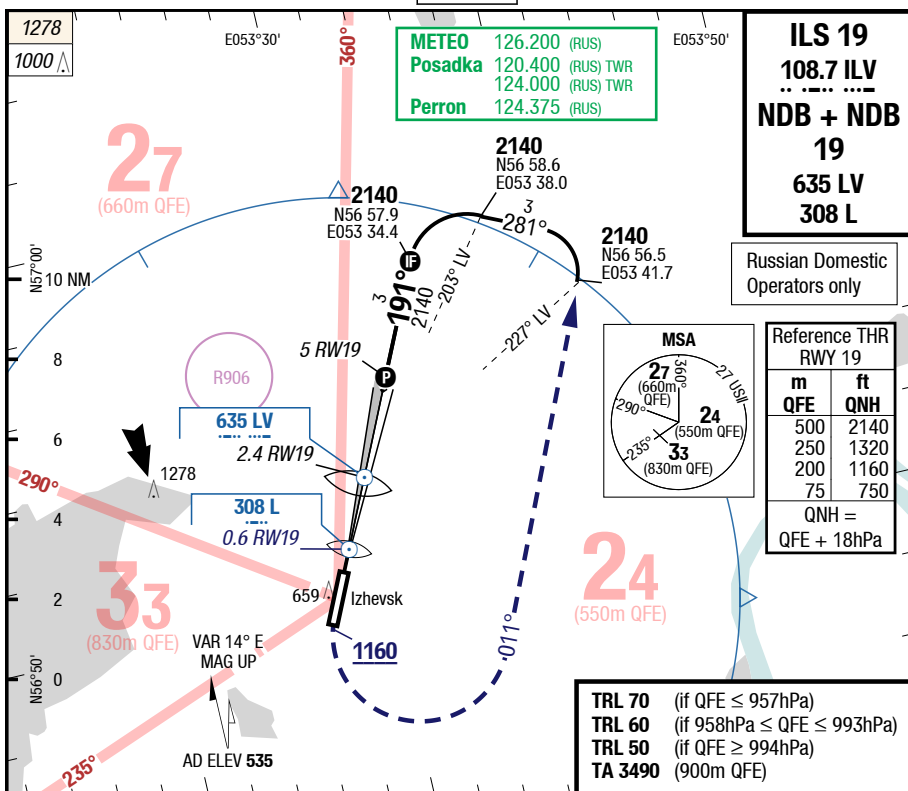 1278
1000
E053°30'
360°
METEO 126.200 (RUS)
Posadka 120.400 (RUS) TWR
124.000 (RUS) TWR
Perron 124.375 (RUS)
E053°50'
ILS 19
108.7 ILV
NDB + NDB
19
635 LV
308 L
27
(660m QFE)
2140
N56 58.6
E053 38.0
2140
N56 57.9
E053 34.4
IF
3
281°
2140
N56 56.5
E053 41.7
Russian Domestic
Operators only
N57°00'
10 NM
3
191°
2140
203° LV
227° LV
5 RW19
P
8
R906
MSA
27
(660m
QFE)
360°
27 USII
290°
24
(550m QFE)
235°
33
(830m QFE)
Reference THR
RWY 19
m ft
QFE QNH
500 2140
250 1320
200 1160
75 750
QNH =
QFE + 18hPa
635 LV
2.4 RW19
6
1278
290°
308 L
0.6 RW19
4
33
(830m QFE)
24
(550m QFE)
2
659
Izhevsk
011°
1160
VAR 14° E
MAG UP
N56°50'
0
AD ELEV 535
235°
TRL 70 (if QFE ≤ 957hPa)
TRL 60 (if 958hPa ≤ QFE ≤ 993hPa)
TRL 50 (if QFE ≥ 994hPa)
TA 3490 (900m QFE)